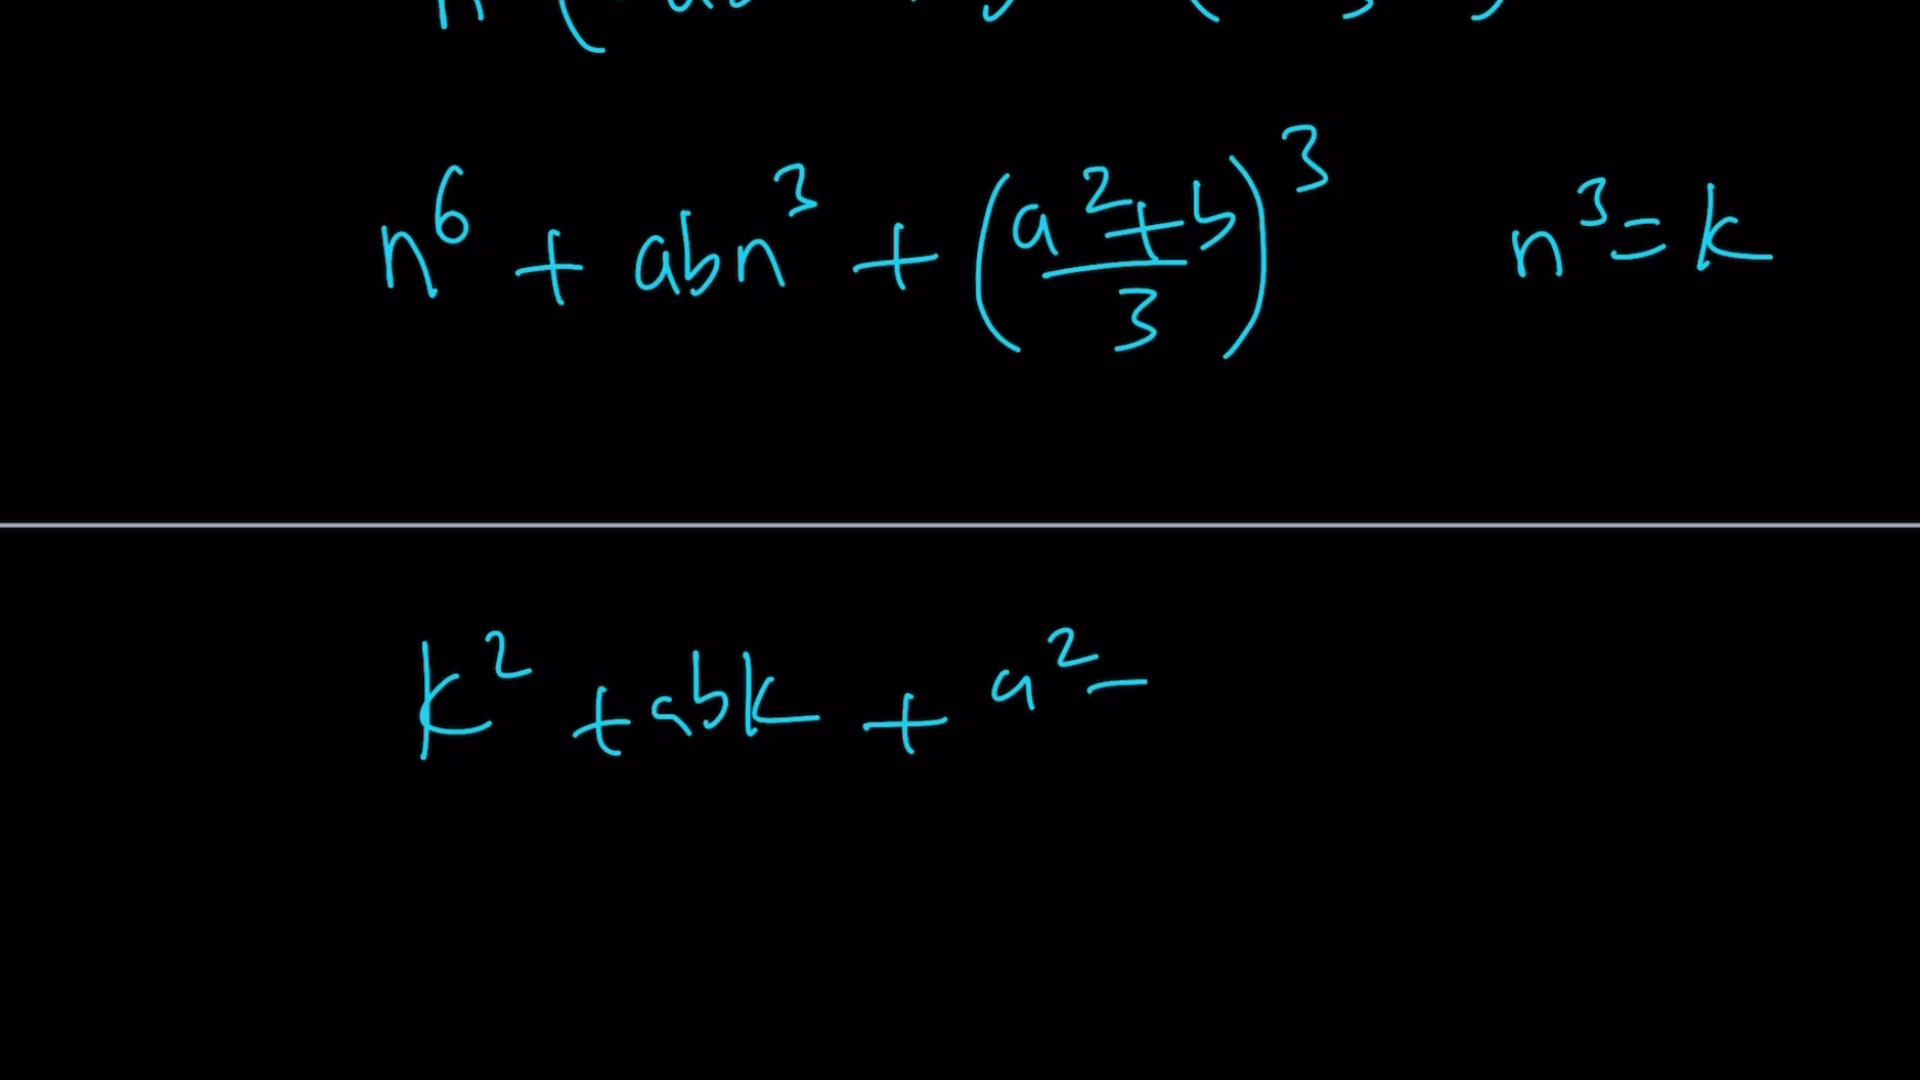 n⁶ + abn³ + ((a²+b)/3)³ n³ = k
k² + abk + a² −